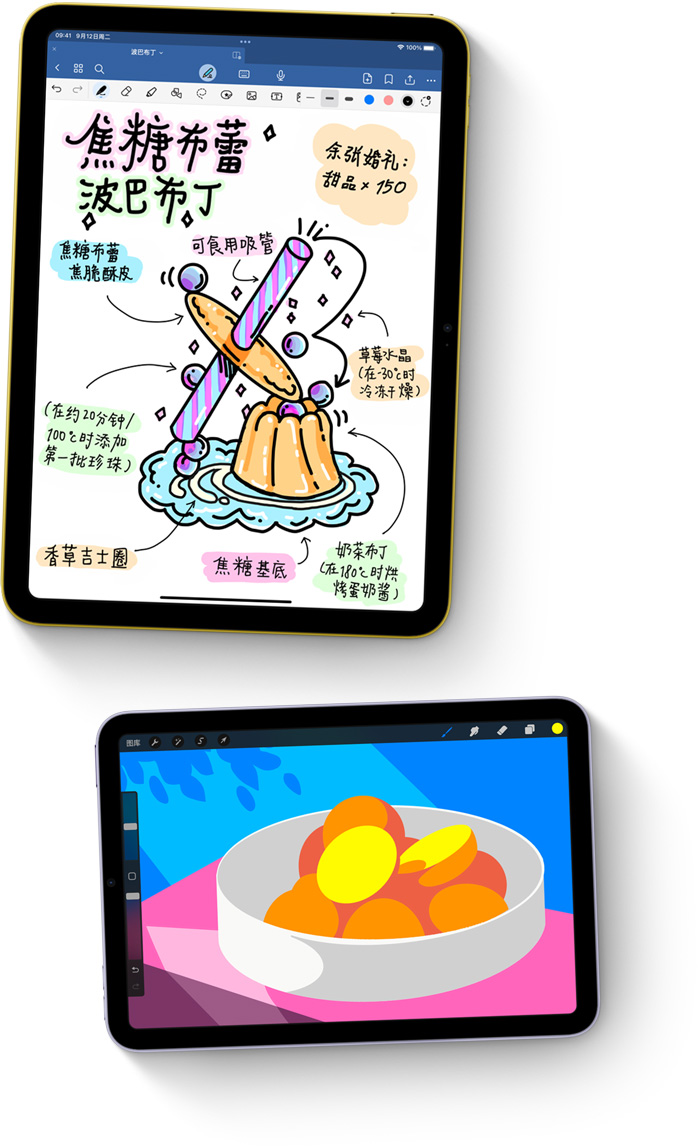 09:41 9月12日周二
100%
波巴布丁
焦糖布蕾
波巴布丁
余张婚礼：
甜品×150
焦糖布蕾
焦脆酥皮
可食用吸管
草莓水晶
(在-30℃时
冷冻干燥)
(在约20分钟/
100℃时添加
第一批珍珠)
香草吉士圈
焦糖基底
奶菜布丁
(在180℃时烘
烤蛋奶酱)
图库